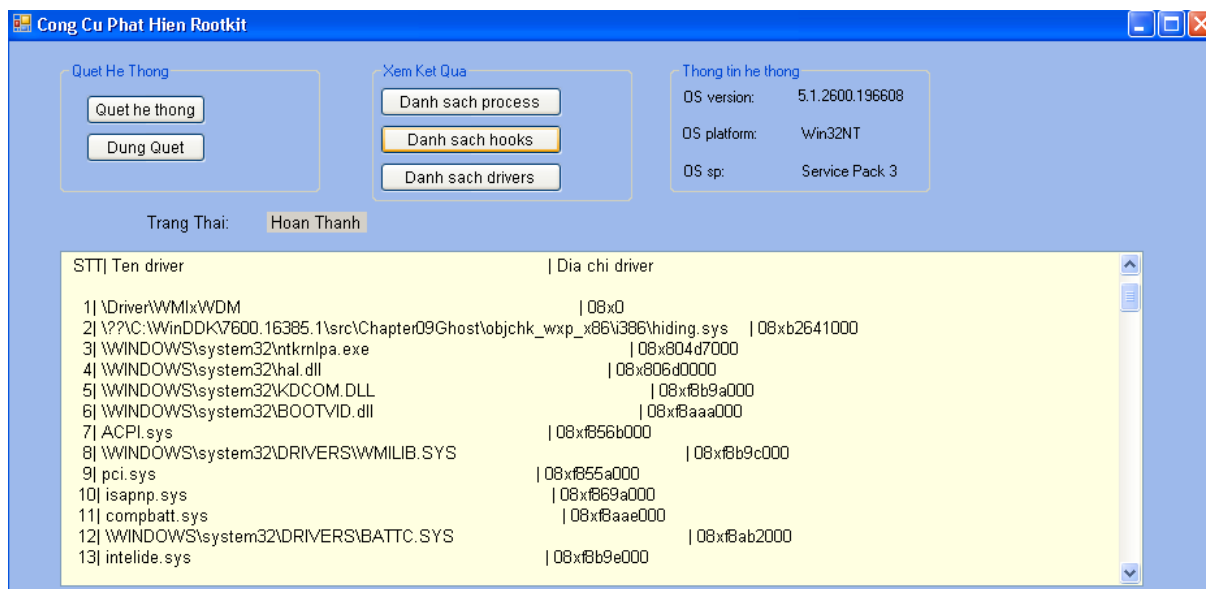 Cong Cu Phat Hien Rootkit
Quet He Thong
Quet he thong
Dung Quet
Xem Ket Qua
Danh sach process
Danh sach hooks
Danh sach drivers
Thong tin he thong
OS version: 5.1.2600.196608
OS platform: Win32NT
OS sp: Service Pack 3
Trang Thai: Hoan Thanh
STT| Ten driver | Dia chi driver
1| \Driver\WMIxWDM | 08x0
2| \??\C:\WinDDK\7600.16385.1\src\Chapter09Ghost\objchk_wxp_x86\i386\hiding.sys | 08xb2641000
3| \WINDOWS\system32\ntkrnlpa.exe | 08x804d7000
4| \WINDOWS\system32\hal.dll | 08x806d0000
5| \WINDOWS\system32\KDCOM.DLL | 08xf8b9a000
6| \WINDOWS\system32\BOOTVID.dll | 08xf8aaa000
7| ACPI.sys | 08xf856b000
8| \WINDOWS\system32\DRIVERS\WMILIB.SYS | 08xf8b9c000
9| pci.sys | 08xf855a000
10| isapnp.sys | 08xf869a000
11| compbatt.sys | 08xf8aae000
12| \WINDOWS\system32\DRIVERS\BATTC.SYS | 08xf8ab2000
13| intelide.sys | 08xf8b9e000